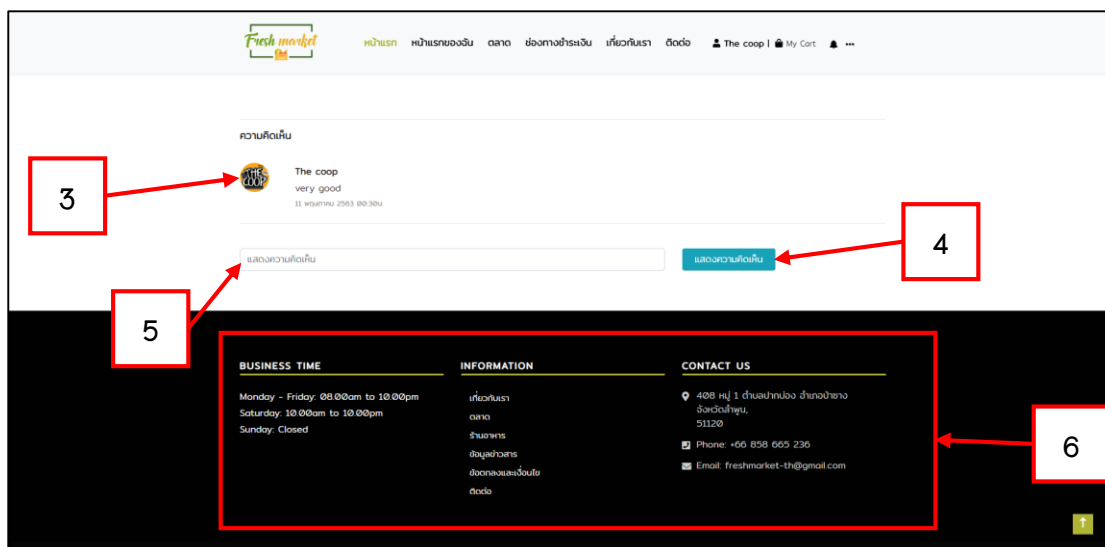 Fresh market
หน้าแรก หน้าแรกของฉัน ตลาด ช่องทางชำระเงิน เกี่ยวกับเรา ติดต่อ The coop | My Cart
ความคิดเห็น
3
THE COOP
The coop
very good
11 พฤษภาคม 2563 00:30น.
4
แสดงความคิดเห็น แสดงความคิดเห็น
5
BUSINESS TIME
Monday - Friday: 08.00am to 10.00pm
Saturday: 10.00am to 10.00pm
Sunday: Closed
INFORMATION
เกี่ยวกับเรา
ตลาด
ร้านอาหาร
ข้อมูลข่าวสาร
ข้อตกลงและเงื่อนไข
ติดต่อ
CONTACT US
408 หมู่ 1 ตำบลปากบ่อง อำเภอป่าซาง
จังหวัดลำพูน,
51120
Phone: +66 858 665 236
Email: freshmarket-th@gmail.com
6